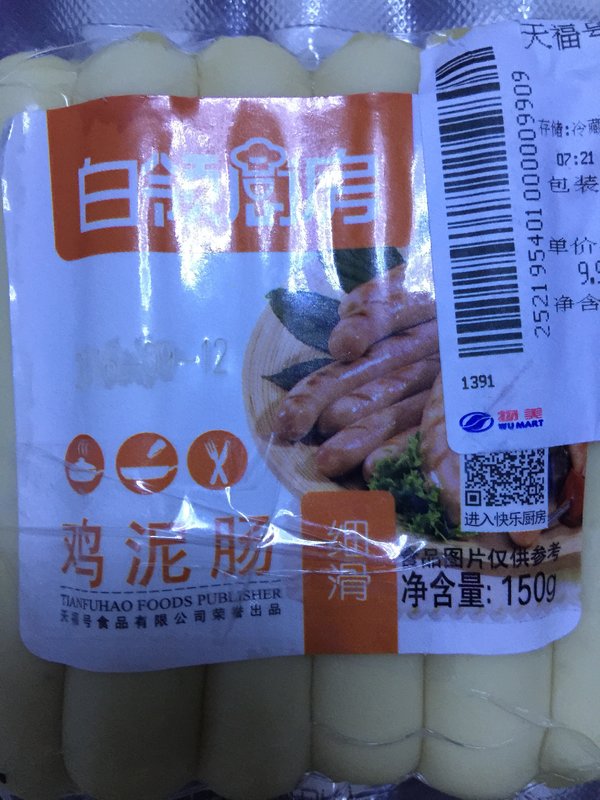 白领厨房
鸡泥肠
细滑
TIANFUHAO FOODS PUBLISHER
天福号食品有限公司荣誉出品
食品图片仅供参考
净含量: 150g
进入快乐厨房
天福号
存储:冷藏
07:21
包装
单价
净含
2521954010000009909
1391
物美
WUMART